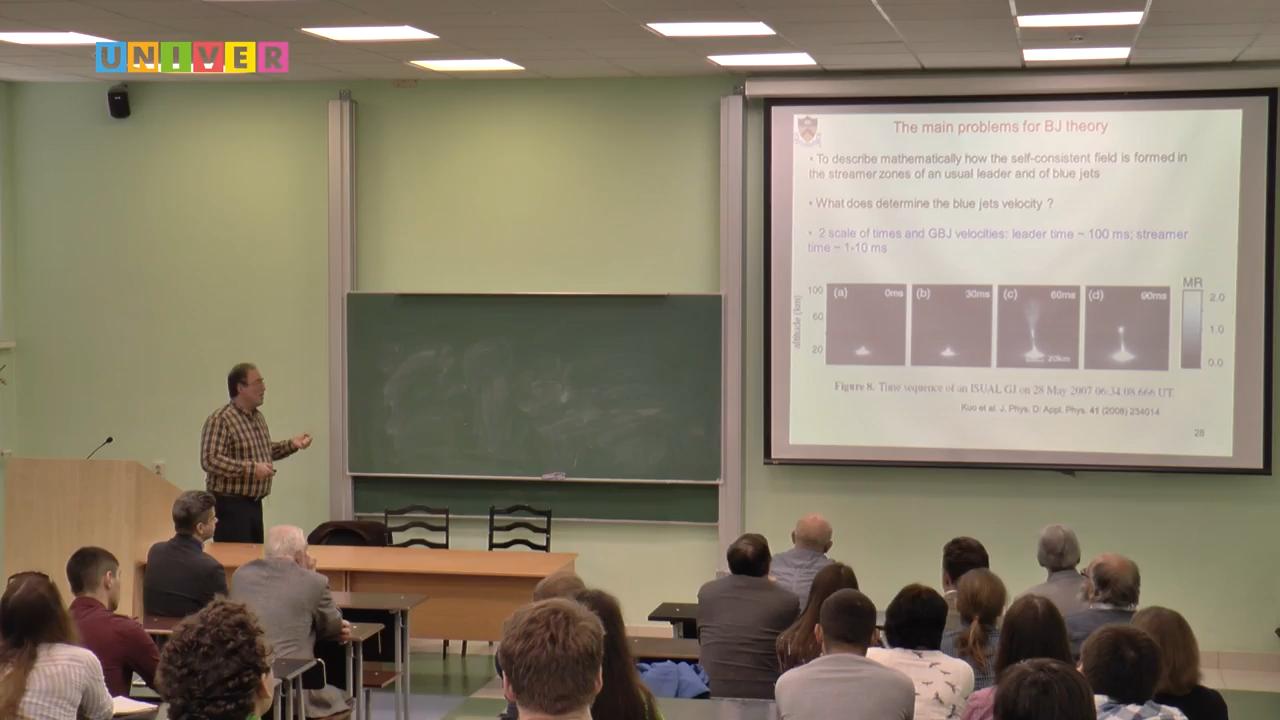 UNIVER
The main problems for BJ theory
• To describe mathematically how the self-consistent field is formed in
the streamer zones of an usual leader and of blue jets
• What does determine the blue jets velocity ?
• 2 scale of times and GBJ velocities: leader time ~ 100 ms; streamer
time ~ 1-10 ms
MR
100
60
20
altitude (km)
(a) 0ms
(b) 30ms
(c) 60ms
(d) 90ms
20km
2.0
1.0
0.0
Figure 8. Time sequence of an ISUAL GJ on 28 May 2007 06:34:08.666 UT
Kuo et al. J. Phys. D: Appl. Phys. 41 (2008) 234014
28